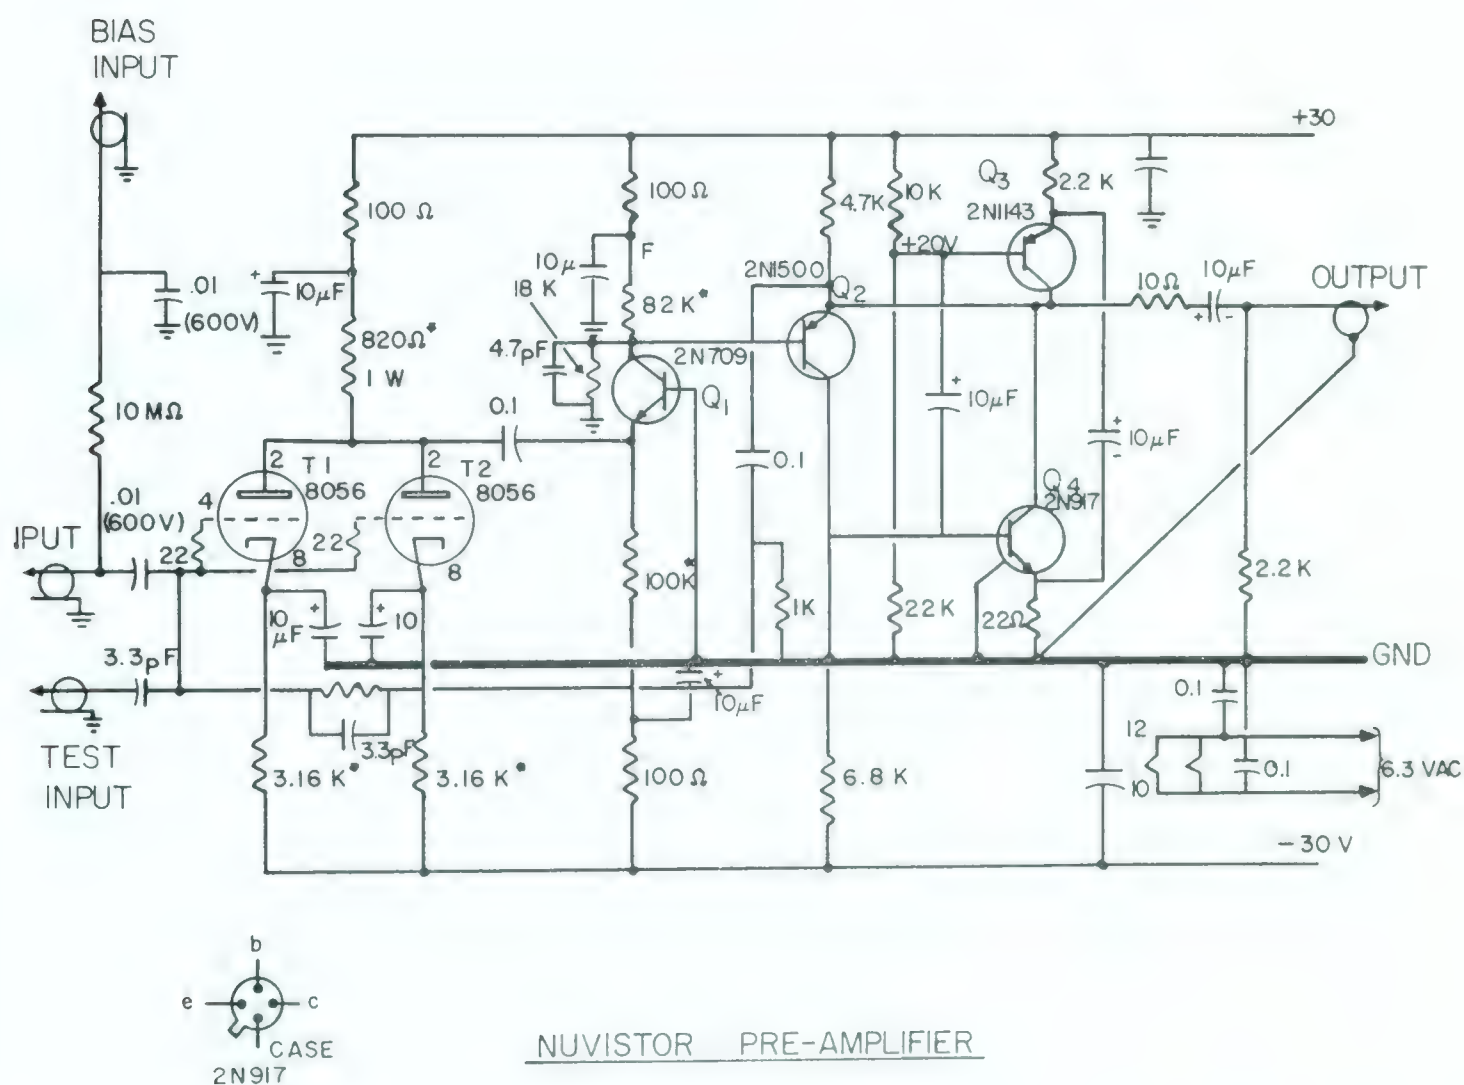 BIAS
INPUT
+30
100 Ω
100 Ω
4.7K
10K
Q3
2N1143
2.2 K
+20V
F
10µ
18 K
82 K*
2N1500
Q2
10Ω
10µF
+
-
OUTPUT
.01
(600V)
+
10µF
820Ω*
1 W
4.7pF
2N709
Q1
+
10µF
+
10µF
-
10 MΩ
0.1
0.1
2
T1
8056
2
T2
8056
Q4
2N917
.01
(600V)
4
22
22
8
8
IPUT
100K*
1K
22K
22Ω
2.2 K
+
10
µF
+
10
GND
3.3pF
+
10µF
0.1
12
10
0.1
6.3 VAC
3.3pF
TEST
INPUT
3.16 K*
3.16 K*
100Ω
6.8 K
-30 V
b
e
c
CASE
2N917
NUVISTOR PRE-AMPLIFIER